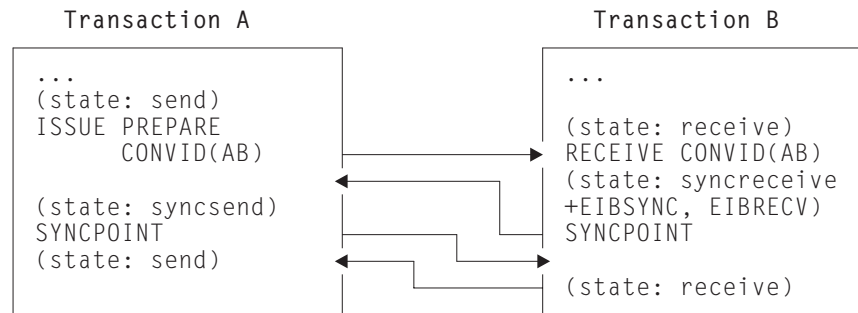 Transaction A
...
(state: send)
ISSUE PREPARE
CONVID(AB)
(state: syncsend)
SYNCPOINT
(state: send)
Transaction B
...
(state: receive)
RECEIVE CONVID(AB)
(state: syncreceive
+EIBSYNC, EIBRECV)
SYNCPOINT
(state: receive)